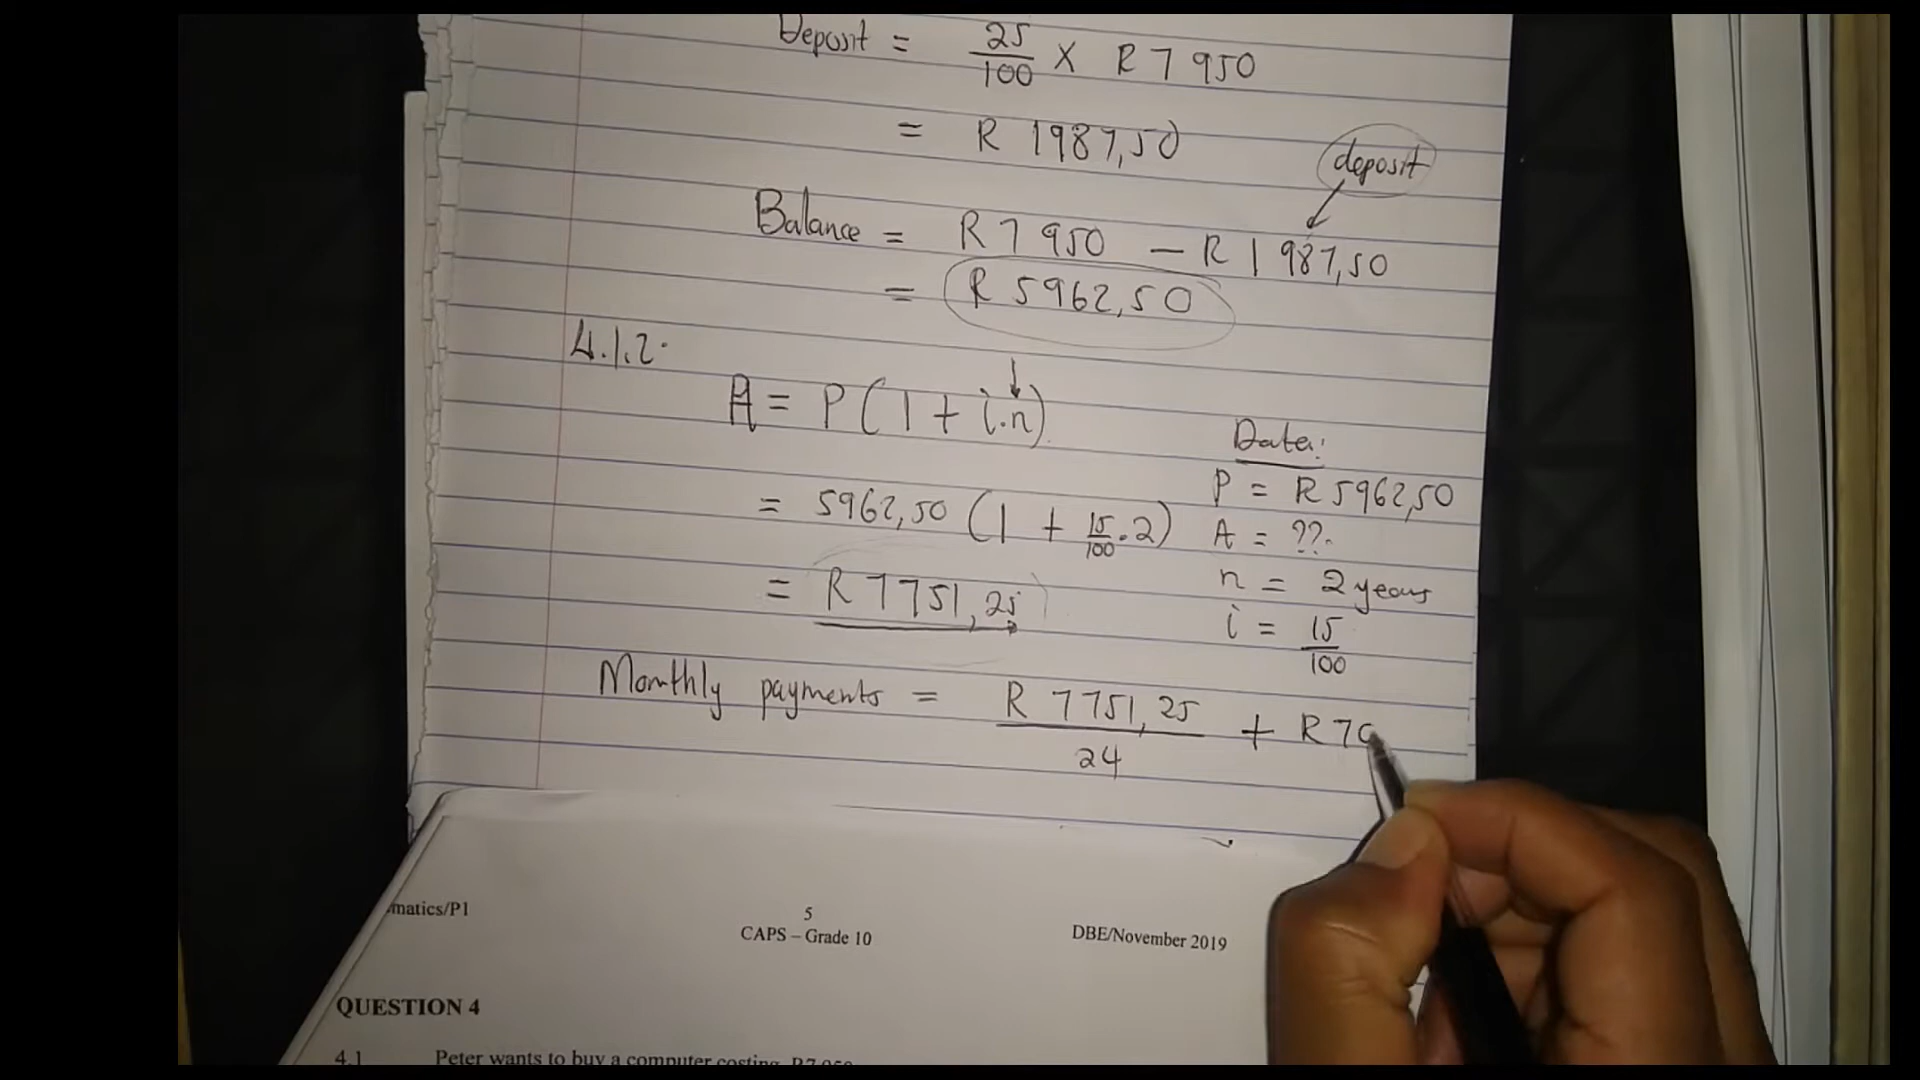 Deposit = 25/100 X R 7 950
= R 1987,50
deposit
Balance = R 7 950 — R 1 987,50
= R 5962,50
4.1.2.
A = P(1 + i.n)
Data:
P = R 5962,50
= 5962,50 (1 + 15/100 . 2)
A = ??.
= R 7751,25
n = 2 years
i = 15/100
Monthly payments = R 7751,25/24 + R 70
matics/P1
5
CAPS – Grade 10
DBE/November 2019
QUESTION 4
4.1 Peter wants to buy a computer costing